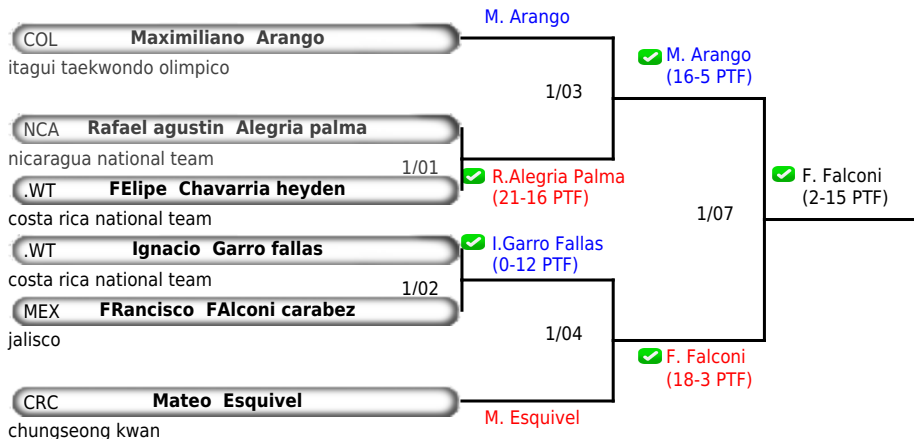 M. Arango
COL Maximiliano Arango
itagui taekwondo olimpico
M. Arango
(16-5 PTF)
1/03
NCA Rafael agustin Alegria palma
nicaragua national team
1/01
R.Alegria Palma
(21-16 PTF)
.WT FElipe Chavarria heyden
costa rica national team
F. Falconi
(2-15 PTF)
1/07
.WT Ignacio Garro fallas
costa rica national team
I.Garro Fallas
(0-12 PTF)
1/02
MEX FRancisco FAlconi carabez
jalisco
1/04
F. Falconi
(18-3 PTF)
CRC Mateo Esquivel
chungseong kwan
M. Esquivel